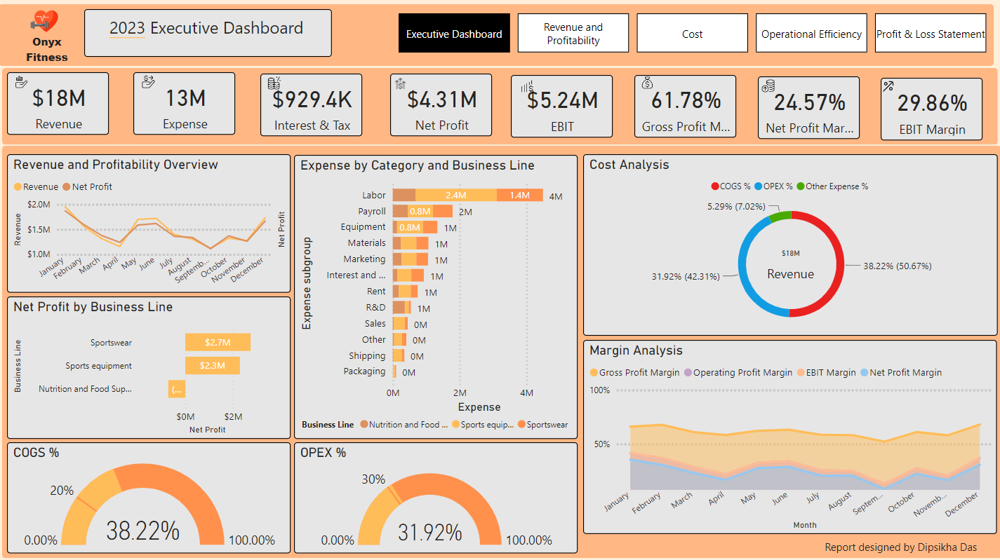 Onyx
Fitness
2023 Executive Dashboard
Executive Dashboard
Revenue and
Profitability
Cost
Operational Efficiency
Profit & Loss Statement
$18M
Revenue
13M
Expense
$929.4K
Interest & Tax
$4.31M
Net Profit
$5.24M
EBIT
61.78%
Gross Profit M...
24.57%
Net Profit Mar...
29.86%
EBIT Margin
Revenue and Profitability Overview
Revenue Net Profit
$2.0M
$1.5M
$1.0M
Revenue
Net Profit
January
February
March
April
May
June
July
August
Septemb...
October
November
December
Net Profit by Business Line
Business Line
Sportswear $2.7M
Sports equipment $2.3M
Nutrition and Food Sup... (...
$0M $2M
Net Profit
Expense by Category and Business Line
Expense subgroup
Labor 2.4M 1.4M 4M
Payroll 0.8M 2M
Equipment 0.8M 1M
Materials 1M
Marketing 1M
Interest and ... 1M
Rent 1M
R&D 1M
Sales 0M
Other 0M
Shipping 0M
Packaging 0M
0M 2M 4M
Expense
Business Line Nutrition and Food ... Sports equip... Sportswear
Cost Analysis
COGS % OPEX % Other Expense %
5.29% (7.02%)
$18M
Revenue
38.22% (50.67%)
31.92% (42.31%)
Margin Analysis
Gross Profit Margin Operating Profit Margin EBIT Margin Net Profit Margin
100%
50%
January
February
March
April
May
June
July
August
Septem...
October
Novemb...
December
Month
COGS %
20%
38.22%
0.00% 100.00%
OPEX %
30%
31.92%
0.00% 100.00%
Report designed by Dipsikha Das